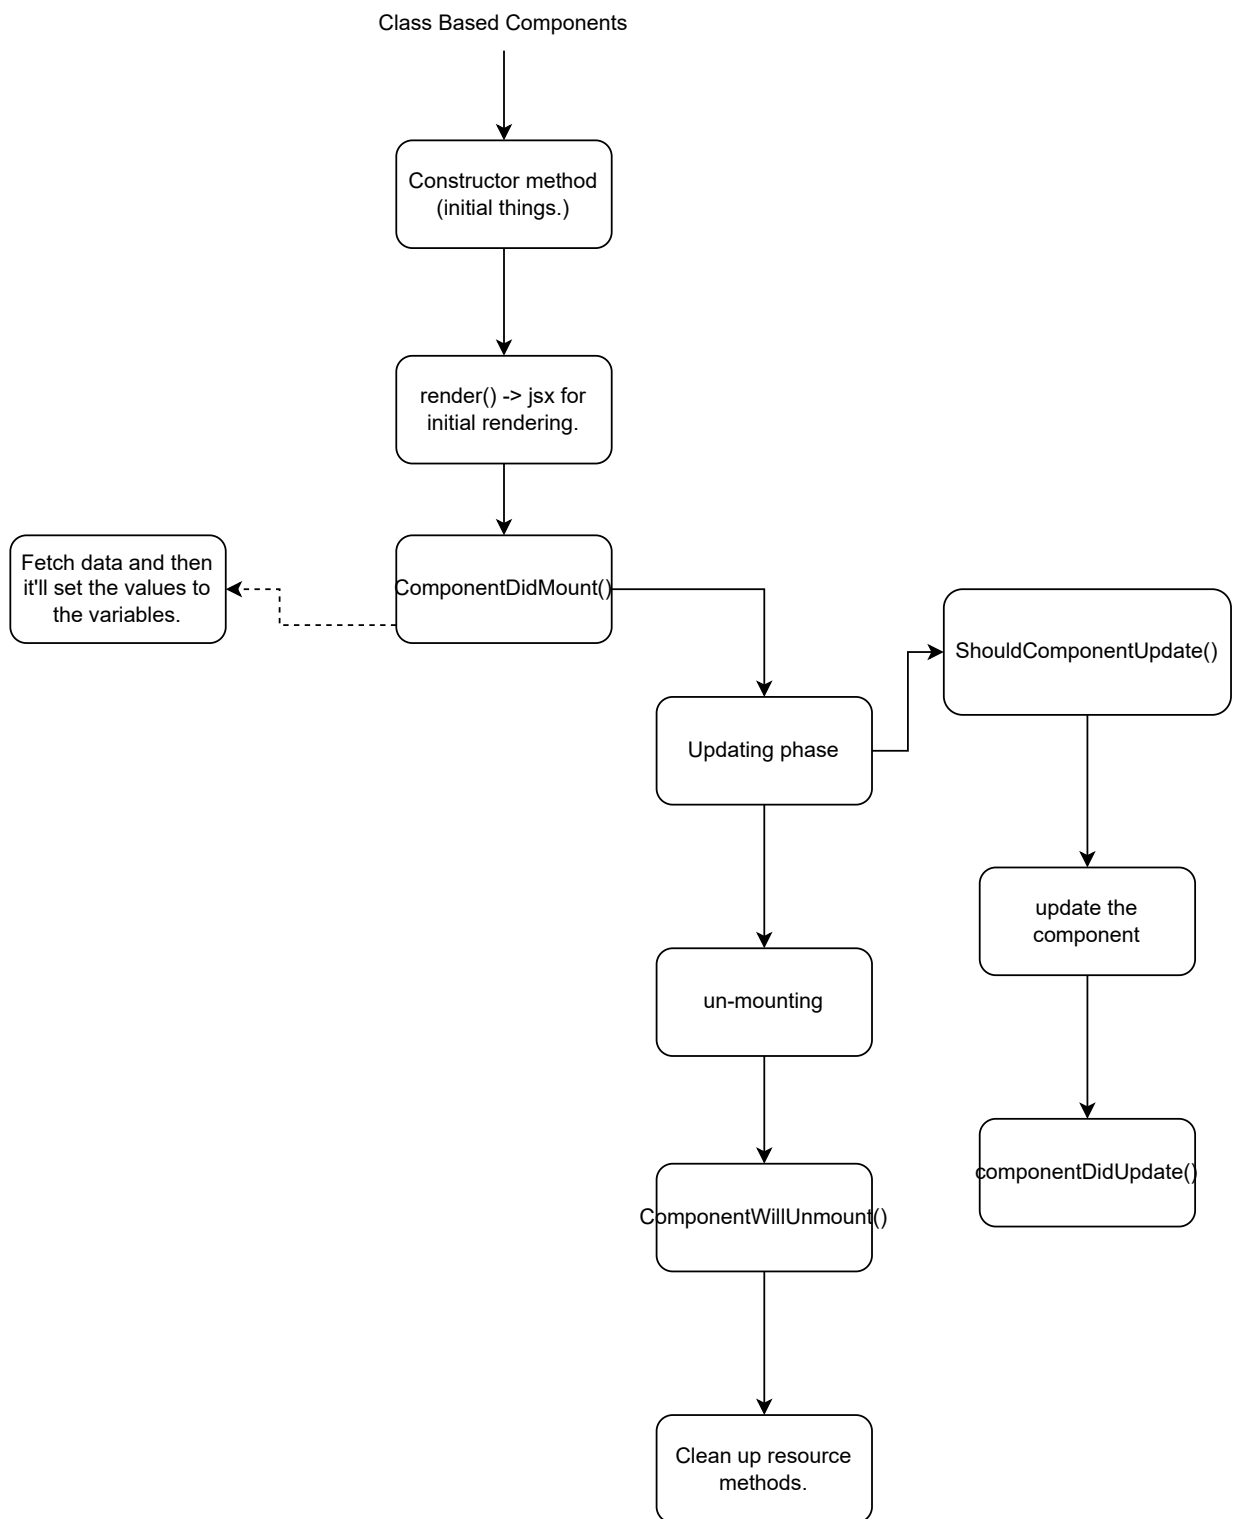 Class Based Components
Constructor method
(initial things.)
render() -> jsx for
initial rendering.
Fetch data and then
it'll set the values to
the variables.
ComponentDidMount()
ShouldComponentUpdate()
Updating phase
update the
component
un-mounting
componentDidUpdate()
ComponentWillUnmount()
Clean up resource
methods.